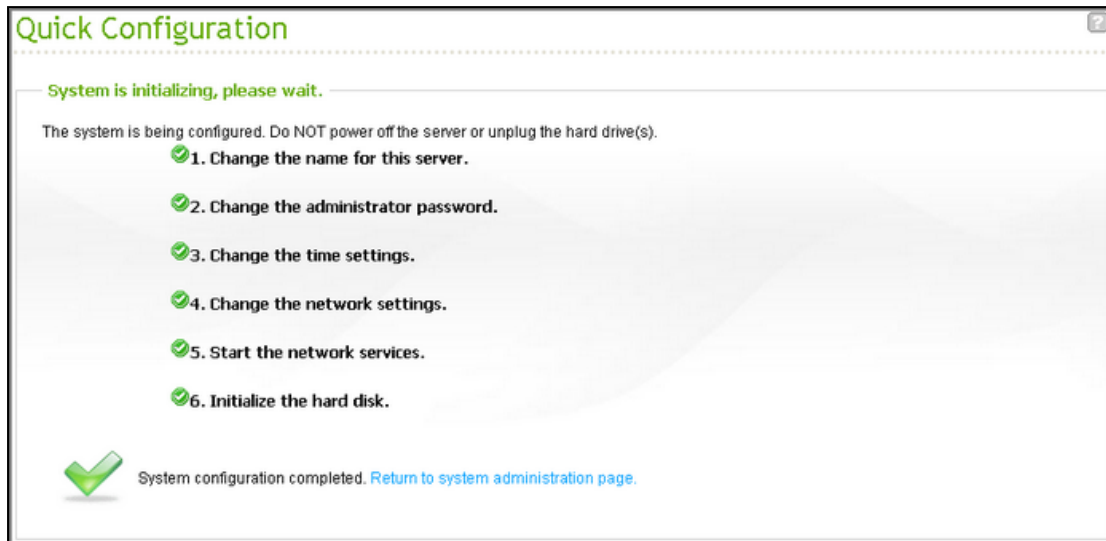 Quick Configuration
?
System is initializing, please wait.
The system is being configured. Do NOT power off the server or unplug the hard drive(s).
1. Change the name for this server.
2. Change the administrator password.
3. Change the time settings.
4. Change the network settings.
5. Start the network services.
6. Initialize the hard disk.
System configuration completed. Return to system administration page.